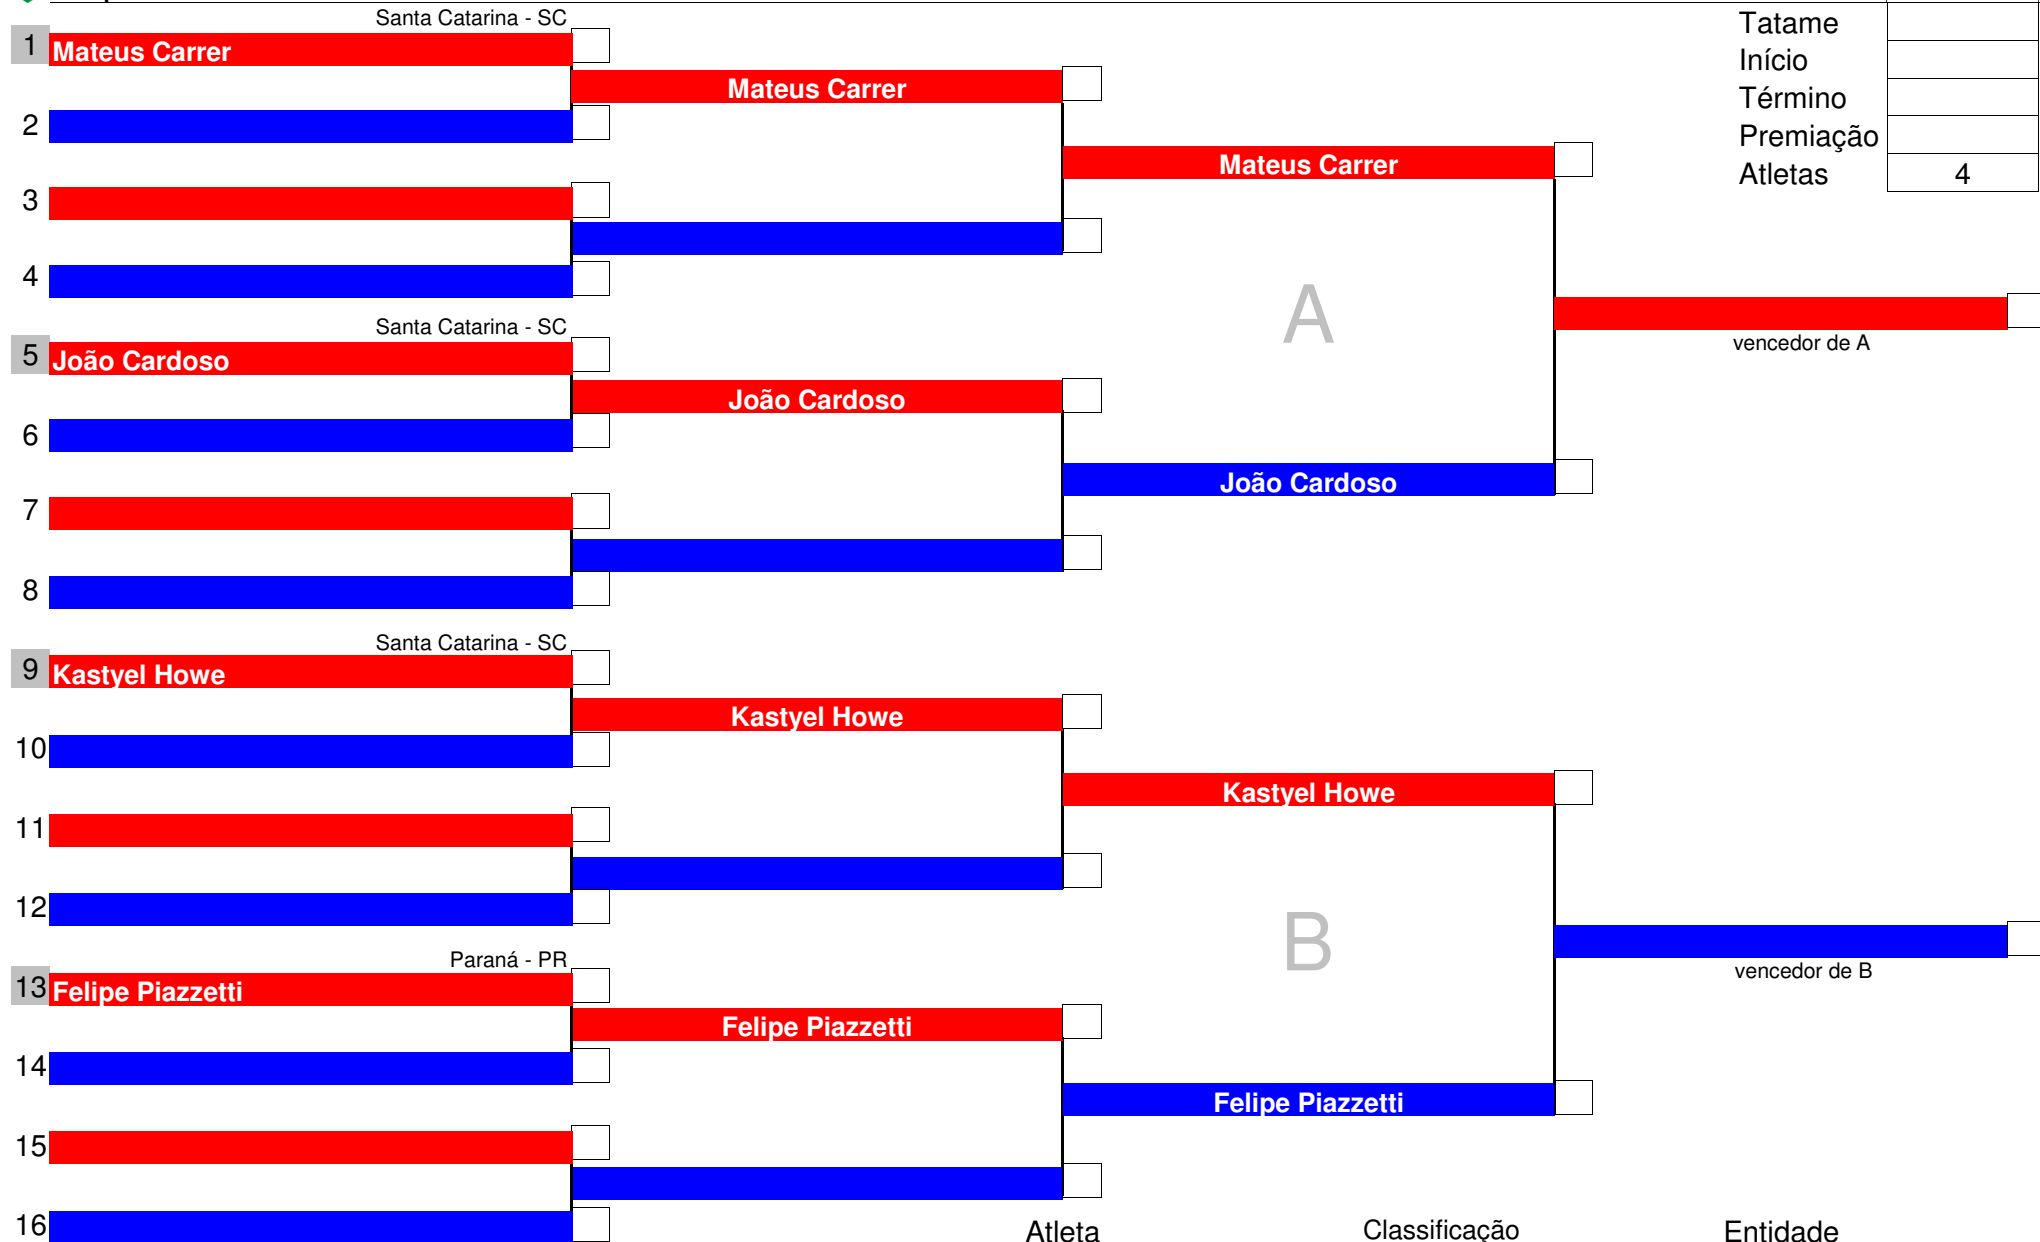 Santa Catarina - SC
Tatame
1 Mateus Carrer
Início
Mateus Carrer
Término
2
Premiação
Mateus Carrer
Atletas 4
3
4
A
Santa Catarina - SC
vencedor de A
5 João Cardoso
João Cardoso
6
João Cardoso
7
8
Santa Catarina - SC
9 Kastyel Howe
Kastyel Howe
10
Kastyel Howe
11
12
B
Paraná - PR
vencedor de B
13 Felipe Piazzetti
Felipe Piazzetti
14
Felipe Piazzetti
15
16
Atleta Classificação Entidade